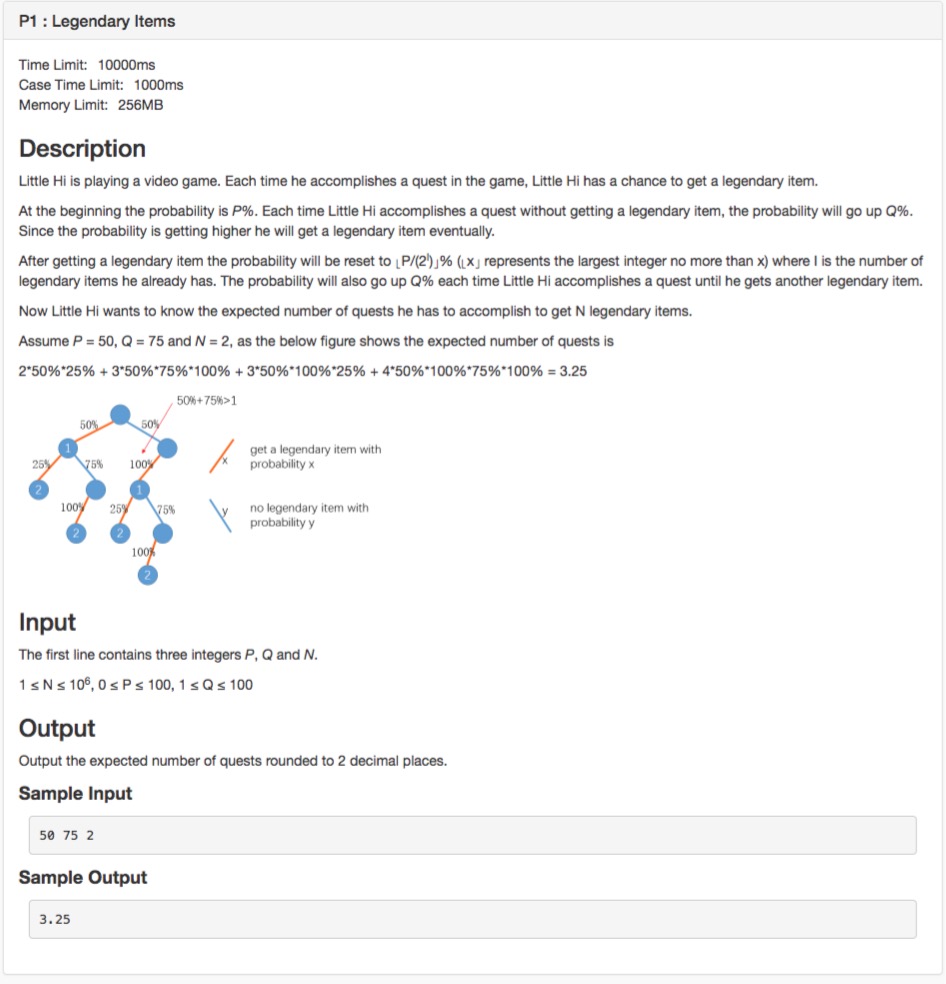 P1 : Legendary Items
Time Limit: 10000ms
Case Time Limit: 1000ms
Memory Limit: 256MB
Description
Little Hi is playing a video game. Each time he accomplishes a quest in the game, Little Hi has a chance to get a legendary item.
At the beginning the probability is P%. Each time Little Hi accomplishes a quest without getting a legendary item, the probability will go up Q%.
Since the probability is getting higher he will get a legendary item eventually.
After getting a legendary item the probability will be reset to ⌊P/(2^I)⌋% (⌊x⌋ represents the largest integer no more than x) where I is the number of
legendary items he already has. The probability will also go up Q% each time Little Hi accomplishes a quest until he gets another legendary item.
Now Little Hi wants to know the expected number of quests he has to accomplish to get N legendary items.
Assume P = 50, Q = 75 and N = 2, as the below figure shows the expected number of quests is
2*50%*25% + 3*50%*75%*100% + 3*50%*100%*25% + 4*50%*100%*75%*100% = 3.25
50%+75%>1
50% 50%
1
25% 75% 100%
get a legendary item with
x
probability x
2 1
100% 25% 75%
y
no legendary item with
probability y
2 2
100%
2
Input
The first line contains three integers P, Q and N.
1 ≤ N ≤ 10⁶, 0 ≤ P ≤ 100, 1 ≤ Q ≤ 100
Output
Output the expected number of quests rounded to 2 decimal places.
Sample Input
50 75 2
Sample Output
3.25